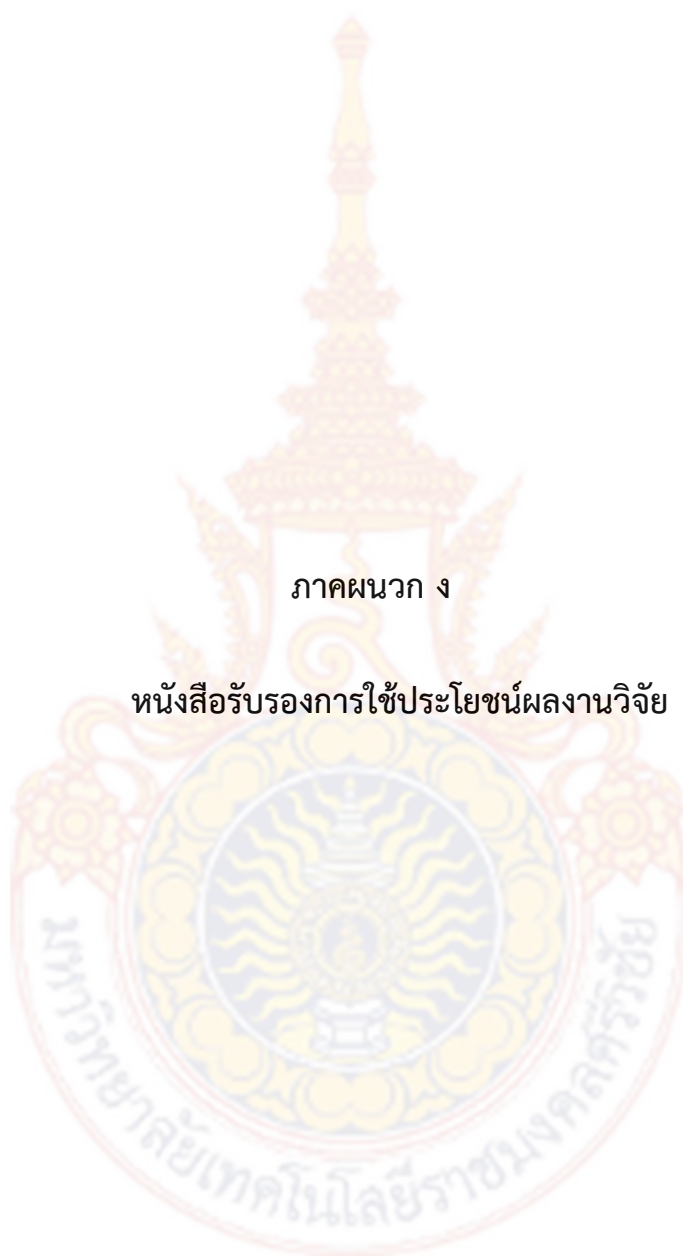 ภาคผนวก ง
หนังสือรับรองการใช้ประโยชน์ผลงานวิจัย
มหาวิทยาลัยเทคโนโลยีราชมงคลศรีวิชัย